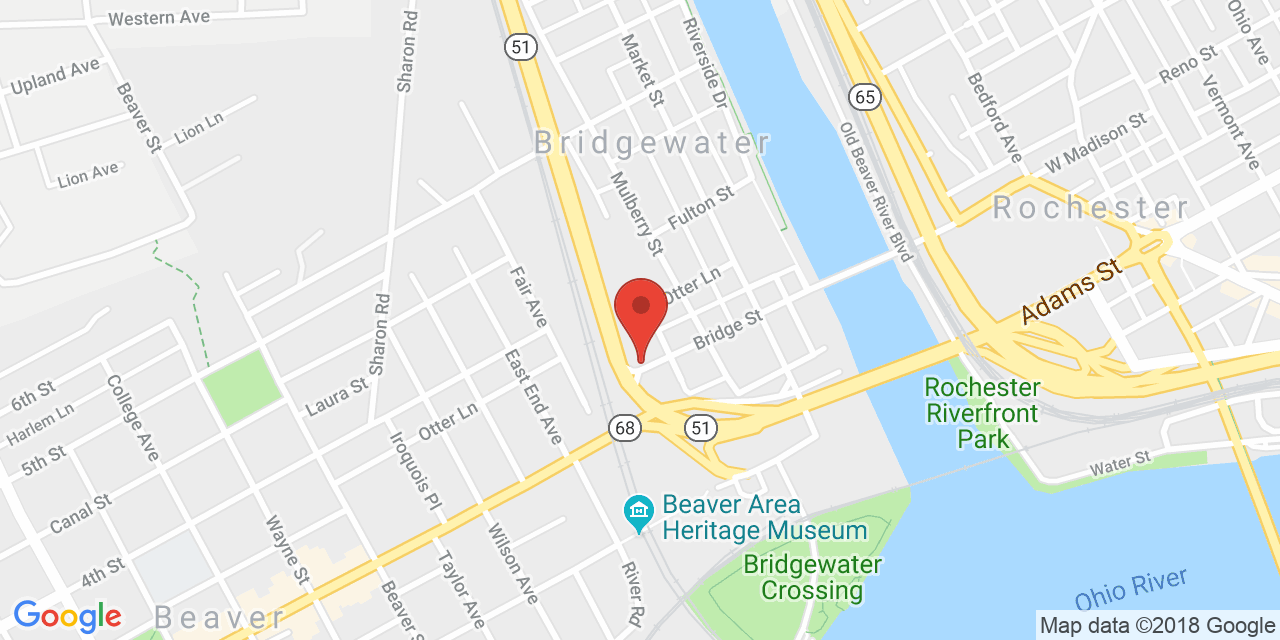 Western Ave
51
Sharon Rd
Market St
Riverside Dr
Ohio Ave
Upland Ave
Beaver St
Lion Ln
Lion Ave
Bridgewater
65
Old Beaver River Blvd
Bedford Ave
Reno St
Vermont Ave
W Madison St
Rochester
Mulberry St
Fulton St
Otter Ln
Bridge St
Adams St
Fair Ave
Sharon Rd
East End Ave
6th St
Harlem Ln
5th St
College Ave
Laura St
Otter Ln
Iroquois Pl
68
51
Rochester
Riverfront
Park
Water St
Canal St
4th St
Wayne St
Wilson Ave
Taylor Ave
Beaver S
River Rd
Beaver Area
Heritage Museum
Bridgewater
Crossing
Ohio River
Beaver
Google
Map data ©2018 Google